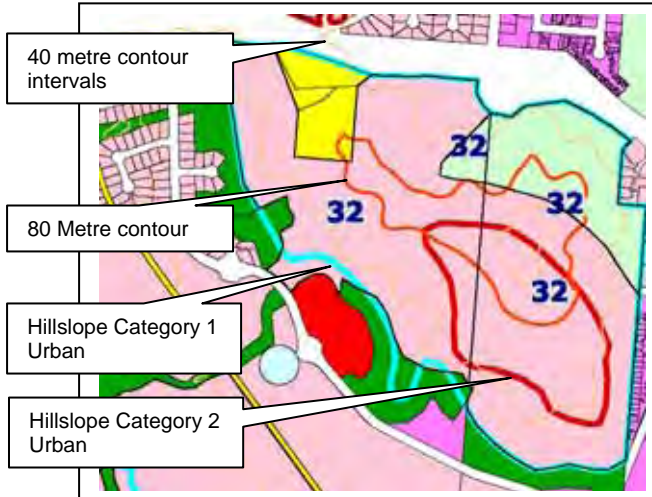 40 metre contour
intervals
32
32
32
80 Metre contour
32
Hillslope Category 1
Urban
Hillslope Category 2
Urban